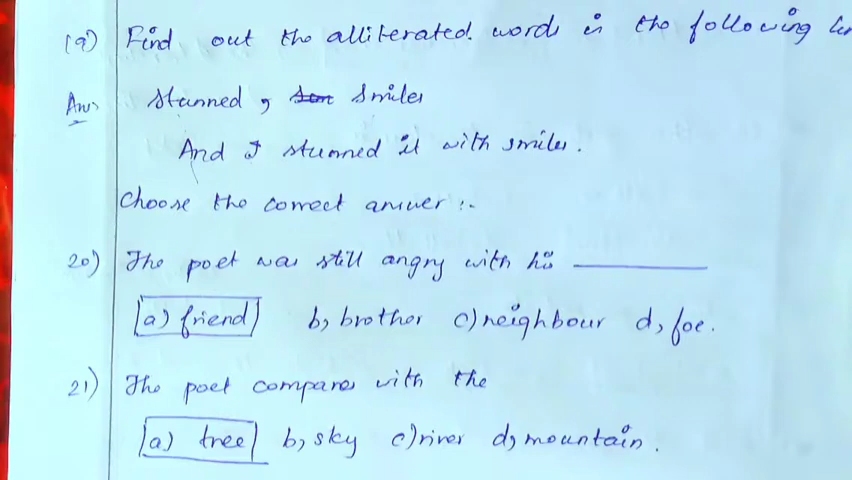 19) Find out the alliterated words in the following
Ans Stunned, Smiles
And I stunned it with smiles.
Choose the correct answer :-
20) The poet was still angry with his ______
(a) friend b, brother c) neighbour d, foe.
21) The poet compares with the
(a) tree b, sky c) river d, mountain.